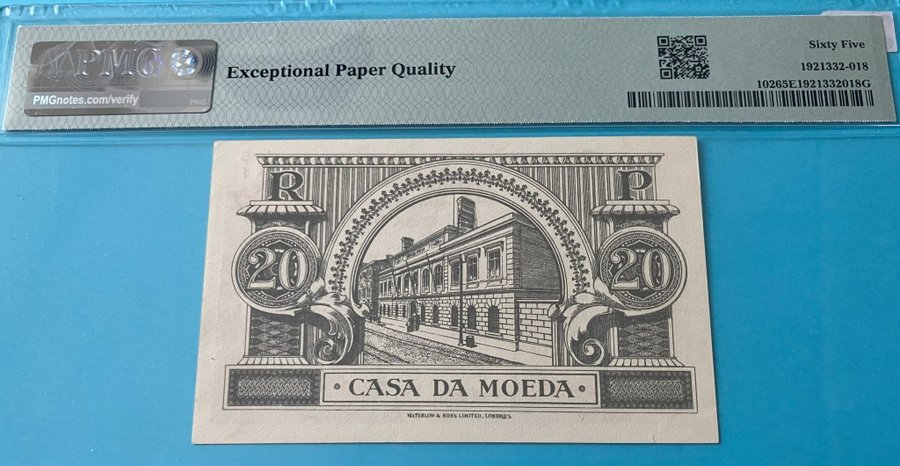 PMG
PMGnotes.com/verify
PNG
Exceptional Paper Quality
Sixty Five
1921332-018
10265E1921332018G
R P
20 20
· CASA DA MOEDA ·
WATERLOW & SONS LIMITED, LONDRES.